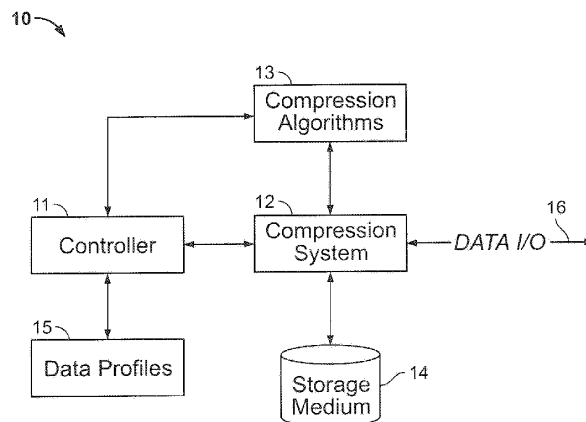 10
13
Compression
Algorithms
11
Controller
12
Compression
System
16
DATA I/O
15
Data Profiles
Storage
Medium
14